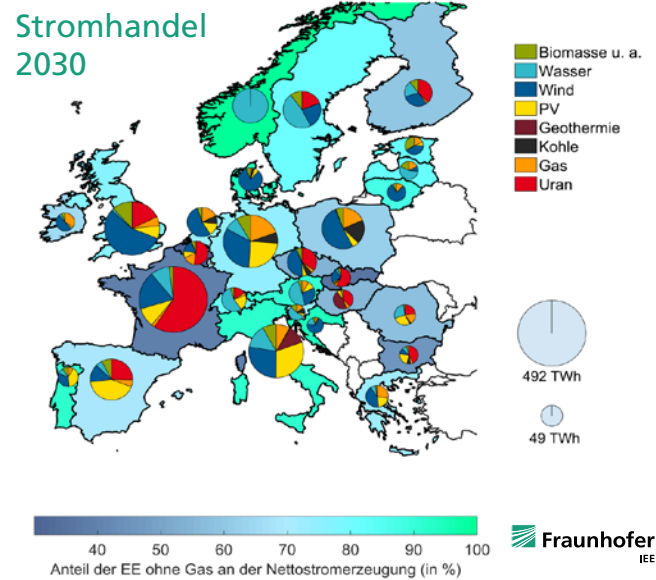 Stromhandel
2030
Biomasse u. a.
Wasser
Wind
PV
Geothermie
Kohle
Gas
Uran
492 TWh
49 TWh
40 50 60 70 80 90 100
Anteil der EE ohne Gas an der Nettostromerzeugung (in %)
Fraunhofer
IEE